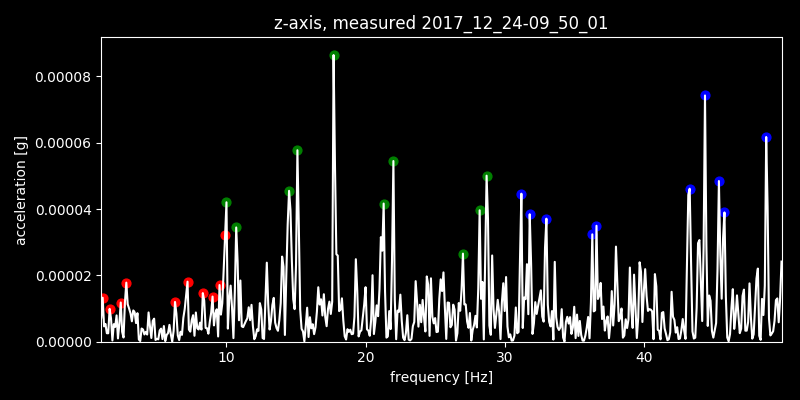 z-axis, measured 2017_12_24-09_50_01
acceleration [g]
0.00008
0.00006
0.00004
0.00002
0.00000
10 20 30 40
frequency [Hz]